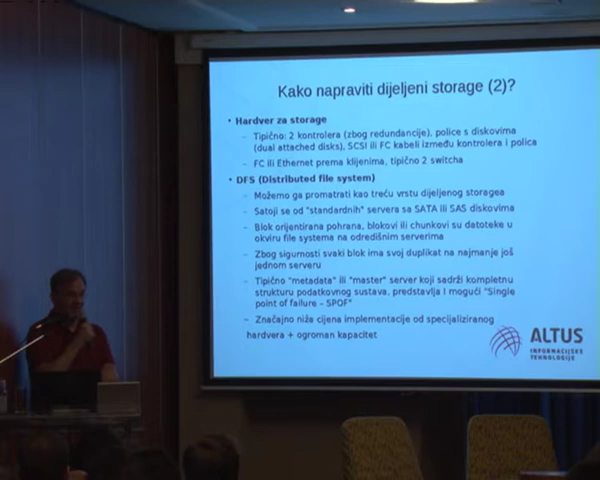 Kako napraviti dijeljeni storage (2)?
• Hardver za storage
– Tipično: 2 kontrolera (zbog redundancije), police s diskovima
(dual attached disks), SCSI ili FC kabeli između kontrolera i polica
– FC ili Ethernet prema klijenima, tipično 2 switcha
• DFS (Distributed file system)
– Možemo ga promatrati kao treću vrstu dijeljenog storagea
– Satoji se od "standardnih" servera sa SATA ili SAS diskovima
– Blok orijentirana pohrana, blokovi ili chunkovi su datoteke u
okviru file systema na odredišnim serverima
– Zbog sigurnosti svaki blok ima svoj duplikat na najmanje još
jednom serveru
– Tipično "metadata" ili "master" server koji sadrži kompletnu
strukturu podatkovnog sustava, predstavlja i mogući "Single
point of failure – SPOF"
– Značajno niža cijena implementacije od specijaliziranog
hardvera + ogroman kapacitet
ALTUS
INFORMACIJSKE
TEHNOLOGIJE